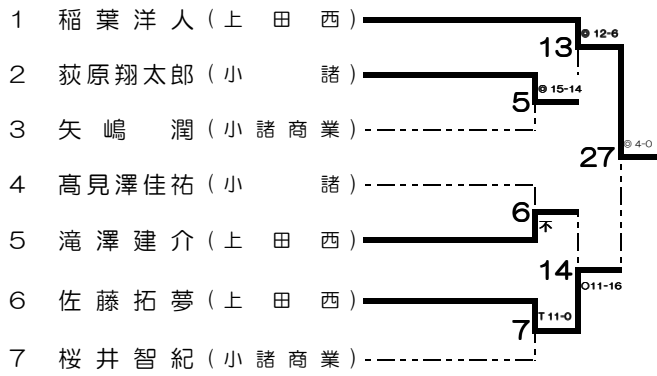 1 稲葉洋人(上田西)
◎ 12-6
13
2 荻原翔太郎(小諸)
◎ 15-14
5
3 矢嶋潤(小諸商業)
◎ 4-0
27
4 髙見澤佳祐(小諸)
6
不
5 滝澤建介(上田西)
14
O11-16
6 佐藤拓夢(上田西)
T 11-0
7
7 桜井智紀(小諸商業)